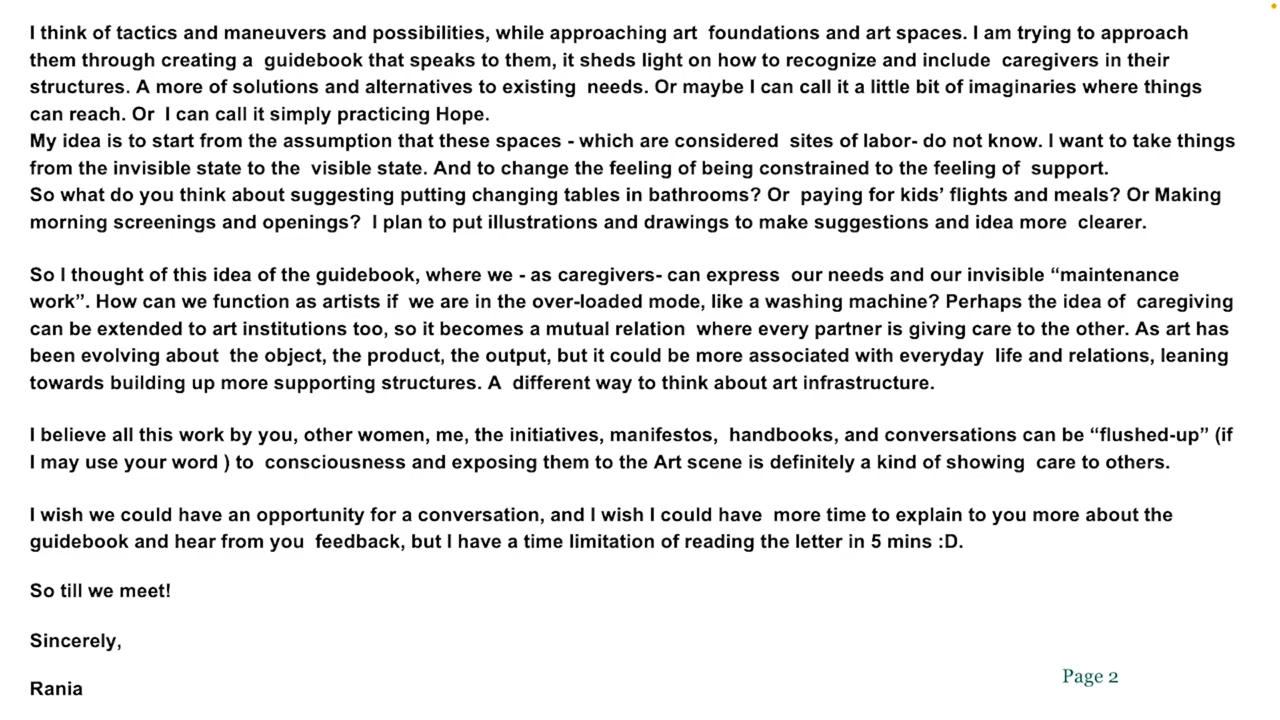 I think of tactics and maneuvers and possibilities, while approaching art foundations and art spaces. I am trying to approach
them through creating a guidebook that speaks to them, it sheds light on how to recognize and include caregivers in their
structures. A more of solutions and alternatives to existing needs. Or maybe I can call it a little bit of imaginaries where things
can reach. Or I can call it simply practicing Hope.
My idea is to start from the assumption that these spaces - which are considered sites of labor- do not know. I want to take things
from the invisible state to the visible state. And to change the feeling of being constrained to the feeling of support.
So what do you think about suggesting putting changing tables in bathrooms? Or paying for kids’ flights and meals? Or Making
morning screenings and openings? I plan to put illustrations and drawings to make suggestions and idea more clearer.
So I thought of this idea of the guidebook, where we - as caregivers- can express our needs and our invisible “maintenance
work”. How can we function as artists if we are in the over-loaded mode, like a washing machine? Perhaps the idea of caregiving
can be extended to art institutions too, so it becomes a mutual relation where every partner is giving care to the other. As art has
been evolving about the object, the product, the output, but it could be more associated with everyday life and relations, leaning
towards building up more supporting structures. A different way to think about art infrastructure.
I believe all this work by you, other women, me, the initiatives, manifestos, handbooks, and conversations can be “flushed-up” (if
I may use your word ) to consciousness and exposing them to the Art scene is definitely a kind of showing care to others.
I wish we could have an opportunity for a conversation, and I wish I could have more time to explain to you more about the
guidebook and hear from you feedback, but I have a time limitation of reading the letter in 5 mins :D.
So till we meet!
Sincerely,
Rania
Page 2